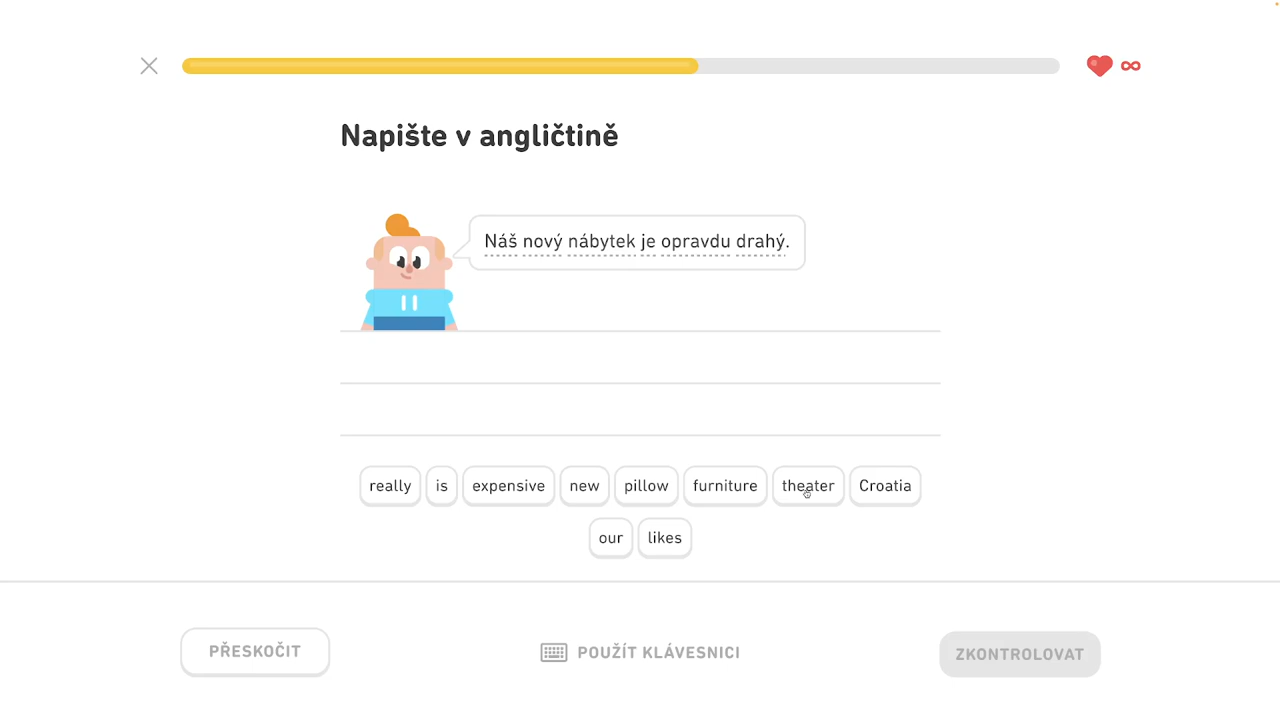 Napište v angličtině
Náš nový nábytek je opravdu drahý.
really is expensive new pillow furniture theater Croatia
our likes
PŘESKOČIT POUŽÍT KLÁVESNICI ZKONTROLOVAT